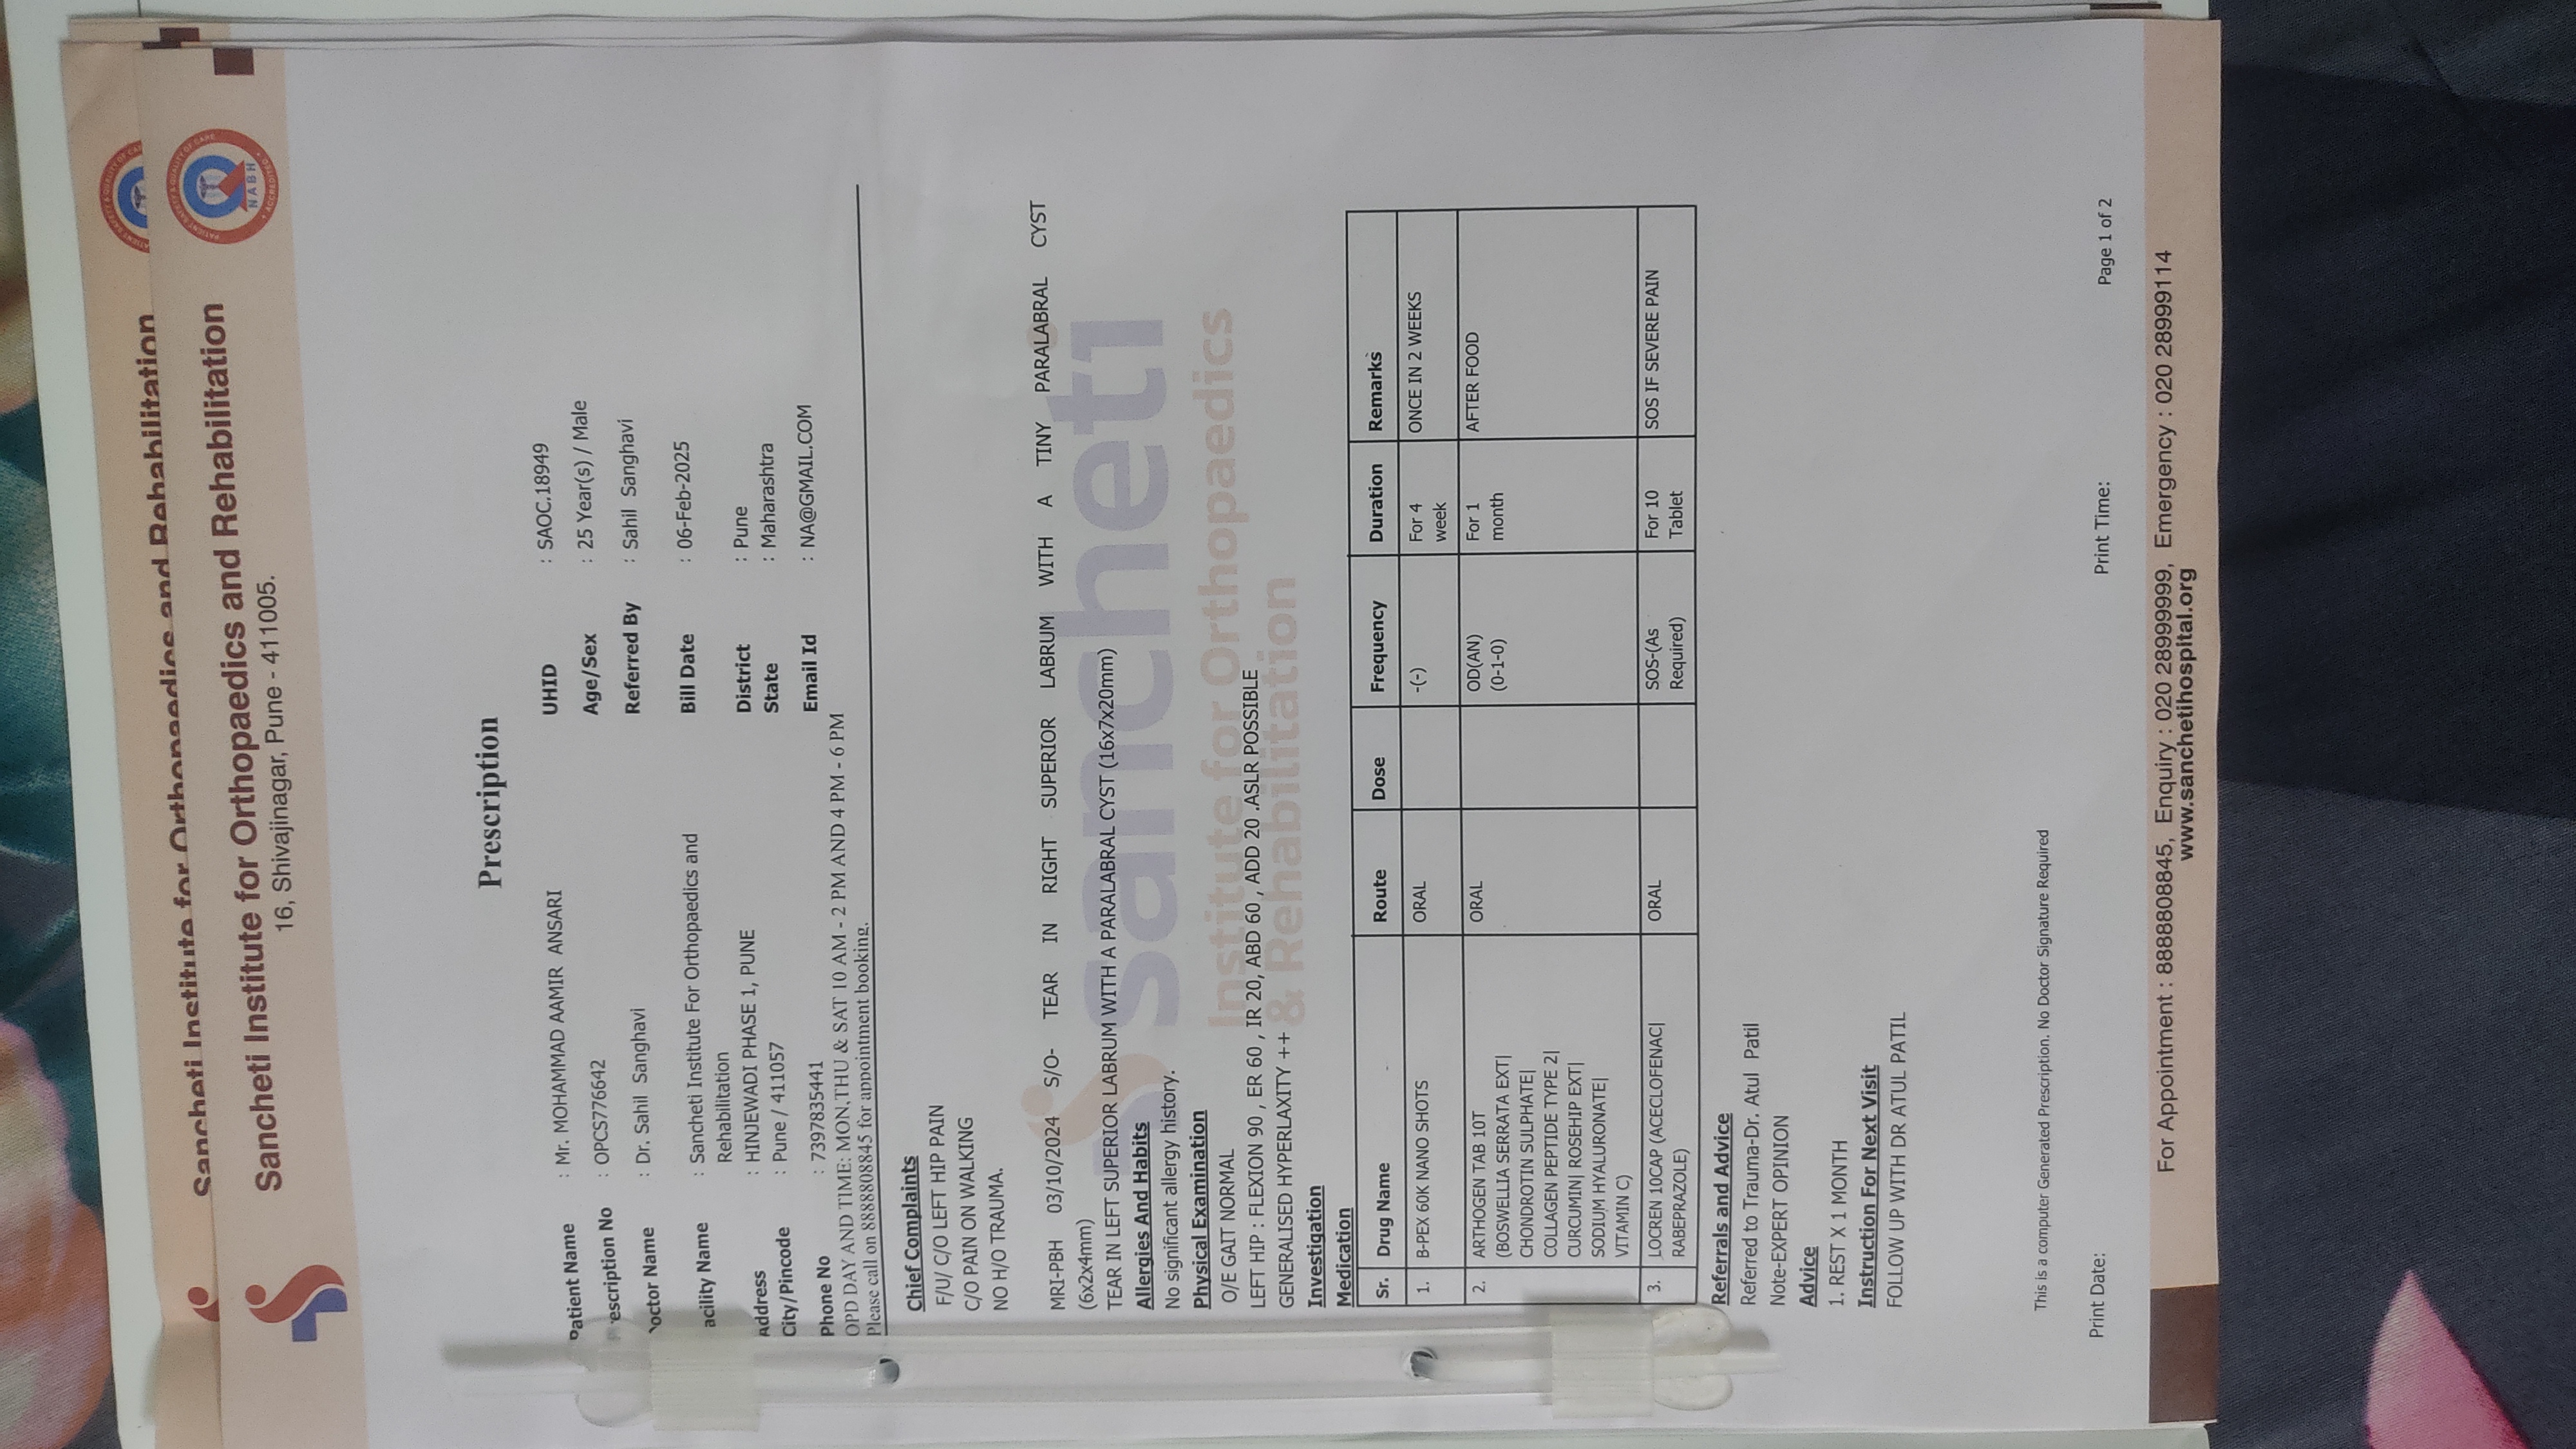 Sancheti Institute for Orthopaedics and Rehabilitation
Sancheti Institute for Orthopaedics and Rehabilitation
16, Shivajinagar, Pune - 411005.
NABH
Prescription
Patient Name : Mr. MOHAMMAD AAMIR ANSARI UHID : SAOC.18949
Prescription No : OPCS776642 Age/Sex : 25 Year(s) / Male
octor Name : Dr. Sahil Sanghavi Referred By : Sahil Sanghavi
acility Name : Sancheti Institute For Orthopaedics and Bill Date : 06-Feb-2025
Rehabilitation
Address : HINJEWADI PHASE 1, PUNE District : Pune
City/Pincode : Pune / 411057 State : Maharashtra
Phone No : 7397835441 Email Id : NA@GMAIL.COM
OPD DAY AND TIME: MON,THU & SAT 10 AM - 2 PM AND 4 PM - 6 PM
Please call on 8888808845 for appointment booking.
Chief Complaints
F/U/ C/O LEFT HIP PAIN
C/O PAIN ON WALKING
NO H/O TRAUMA.
MRI-PBH 03/10/2024 S/O- TEAR IN RIGHT SUPERIOR LABRUM WITH A TINY PARALABRAL CYST
(6x2x4mm)
TEAR IN LEFT SUPERIOR LABRUM WITH A PARALABRAL CYST (16x7x20mm)
Allergies And Habits
No significant allergy history.
Physical Examination
O/E GAIT NORMAL
LEFT HIP : FLEXION 90 , ER 60 , IR 20, ABD 60 , ADD 20 .ASLR POSSIBLE
GENERALISED HYPERLAXITY ++
sancheti
Institute for Orthopaedics
& Rehabilitation
Investigation
Medication
Sr. Drug Name Route Dose Frequency Duration Remarks
1. B-PEX 60K NANO SHOTS ORAL -(-) For 4 ONCE IN 2 WEEKS
week
2. ARTHOGEN TAB 10T ORAL OD(AN) For 1 AFTER FOOD
(BOSWELLIA SERRATA EXT| (0-1-0) month
CHONDROTIN SULPHATE|
COLLAGEN PEPTIDE TYPE 2|
CURCUMIN| ROSEHIP EXT|
SODIUM HYALURONATE|
VITAMIN C)
3. LOCREN 10CAP (ACECLOFENAC| ORAL SOS-(As For 10 SOS IF SEVERE PAIN
RABEPRAZOLE) Required) Tablet
Referrals and Advice
Referred to Trauma-Dr. Atul Patil
Note-EXPERT OPINION
Advice
1. REST X 1 MONTH
Instruction For Next Visit
FOLLOW UP WITH DR ATUL PATIL
This is a computer Generated Prescription. No Doctor Signature Required
Print Date: Print Time: Page 1 of 2
For Appointment : 8888808845, Enquiry : 020 28999999, Emergency : 020 28999114
www.sanchetihospital.org